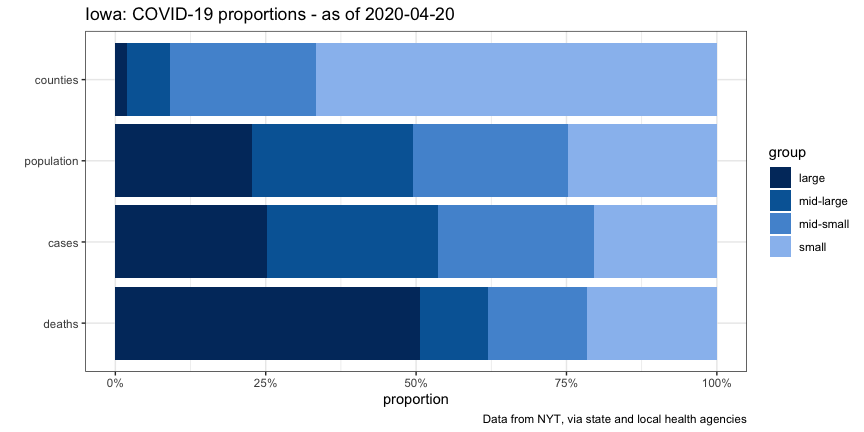 Iowa: COVID-19 proportions - as of 2020-04-20
counties
population
cases
deaths
0% 25% 50% 75% 100%
proportion
group
large
mid-large
mid-small
small
Data from NYT, via state and local health agencies